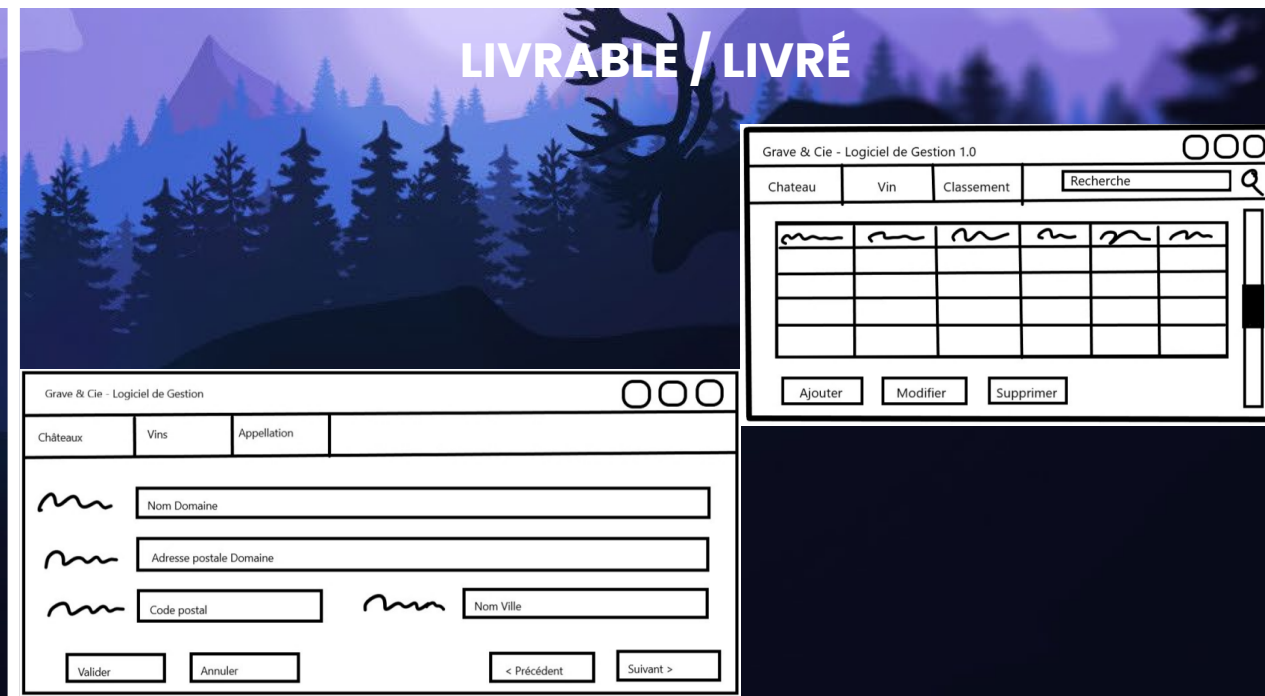 LIVRABLE / LIVRÉ
Grave & Cie - Logiciel de Gestion 1.0
Chateau
Vin
Classement
Recherche
Ajouter
Modifier
Supprimer
Grave & Cie - Logiciel de Gestion
Châteaux
Vins
Appellation
Nom Domaine
Adresse postale Domaine
Code postal
Nom Ville
Valider
Annuler
< Précédent
Suivant >